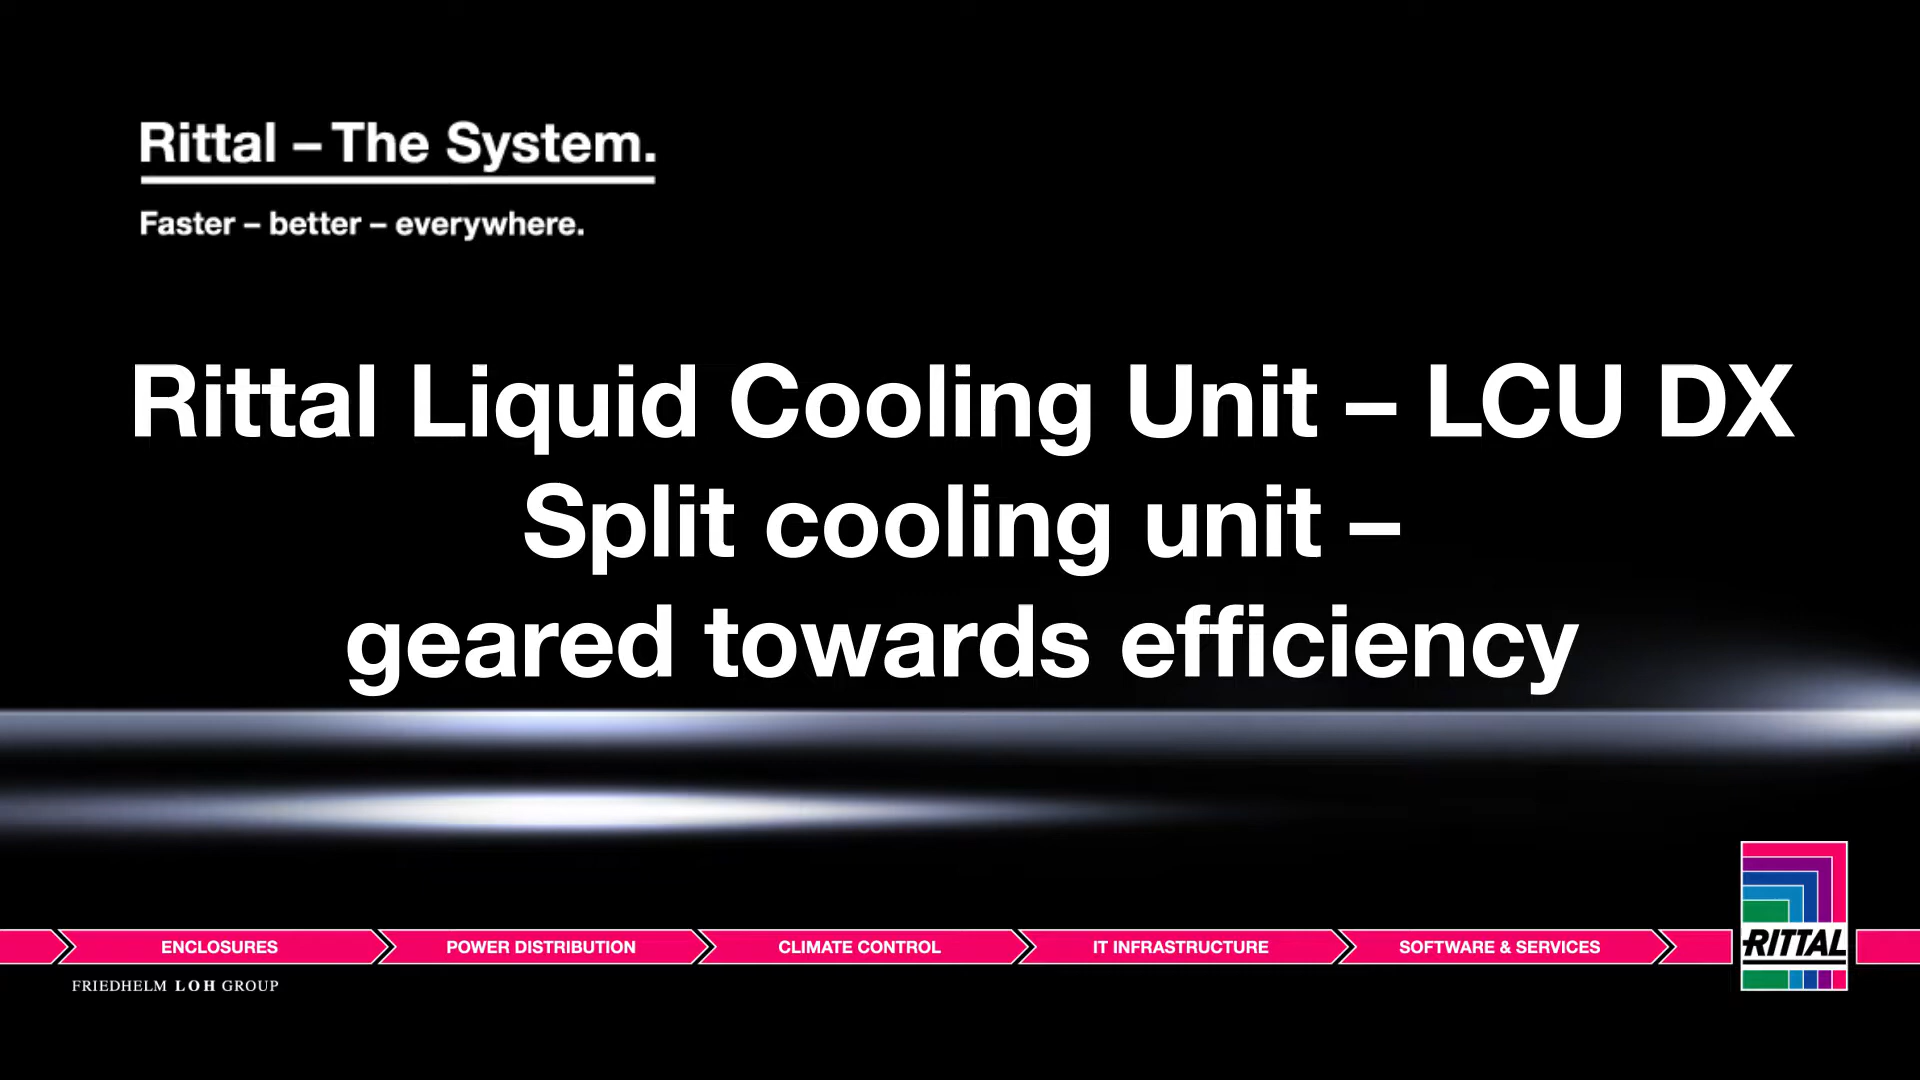 Rittal – The System.
Faster – better – everywhere.
Rittal Liquid Cooling Unit – LCU DX
Split cooling unit –
geared towards efficiency
ENCLOSURES
POWER DISTRIBUTION
CLIMATE CONTROL
IT INFRASTRUCTURE
SOFTWARE & SERVICES
RITTAL
FRIEDHELM LOH GROUP